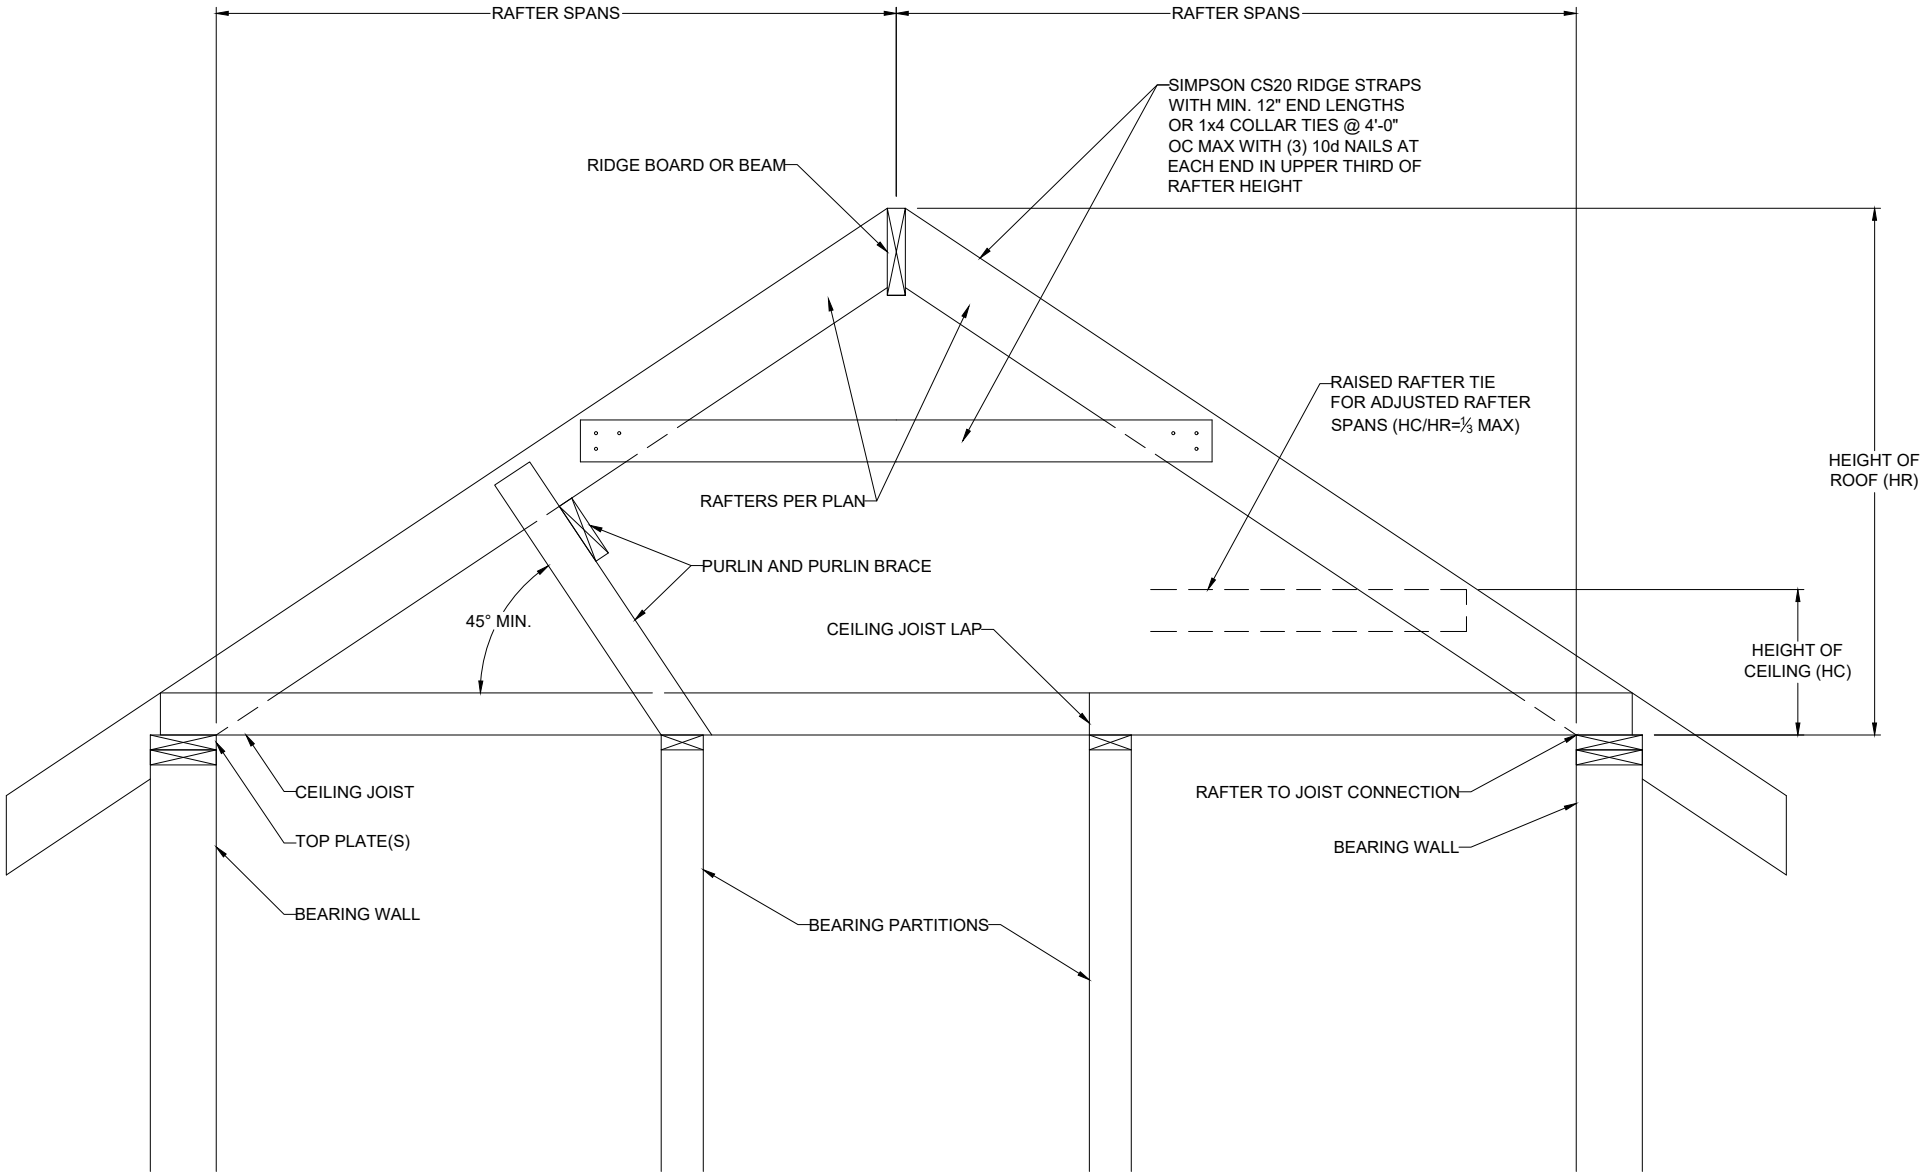 RAFTER SPANS
RAFTER SPANS
SIMPSON CS20 RIDGE STRAPS
WITH MIN. 12" END LENGTHS
OR 1x4 COLLAR TIES @ 4'-0"
OC MAX WITH (3) 10d NAILS AT
EACH END IN UPPER THIRD OF
RAFTER HEIGHT
RIDGE BOARD OR BEAM
RAISED RAFTER TIE
FOR ADJUSTED RAFTER
SPANS (HC/HR=⅓ MAX)
HEIGHT OF
ROOF (HR)
RAFTERS PER PLAN
PURLIN AND PURLIN BRACE
45° MIN.
CEILING JOIST LAP
HEIGHT OF
CEILING (HC)
CEILING JOIST
RAFTER TO JOIST CONNECTION
TOP PLATE(S)
BEARING WALL
BEARING WALL
BEARING PARTITIONS